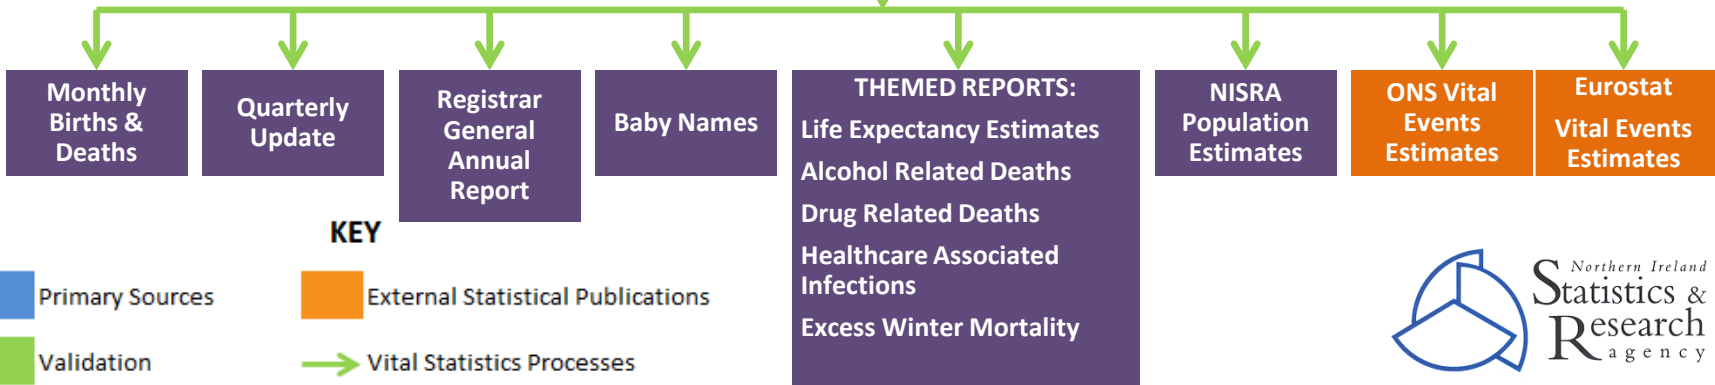 Monthly
Births &
Deaths
Quarterly
Update
Registrar
General
Annual
Report
Baby Names
THEMED REPORTS:
Life Expectancy Estimates
Alcohol Related Deaths
Drug Related Deaths
Healthcare Associated
Infections
Excess Winter Mortality
NISRA
Population
Estimates
ONS Vital
Events
Estimates
Eurostat
Vital Events
Estimates
KEY
Primary Sources
External Statistical Publications
Validation
Vital Statistics Processes
Northern Ireland
Statistics &
Research
agency